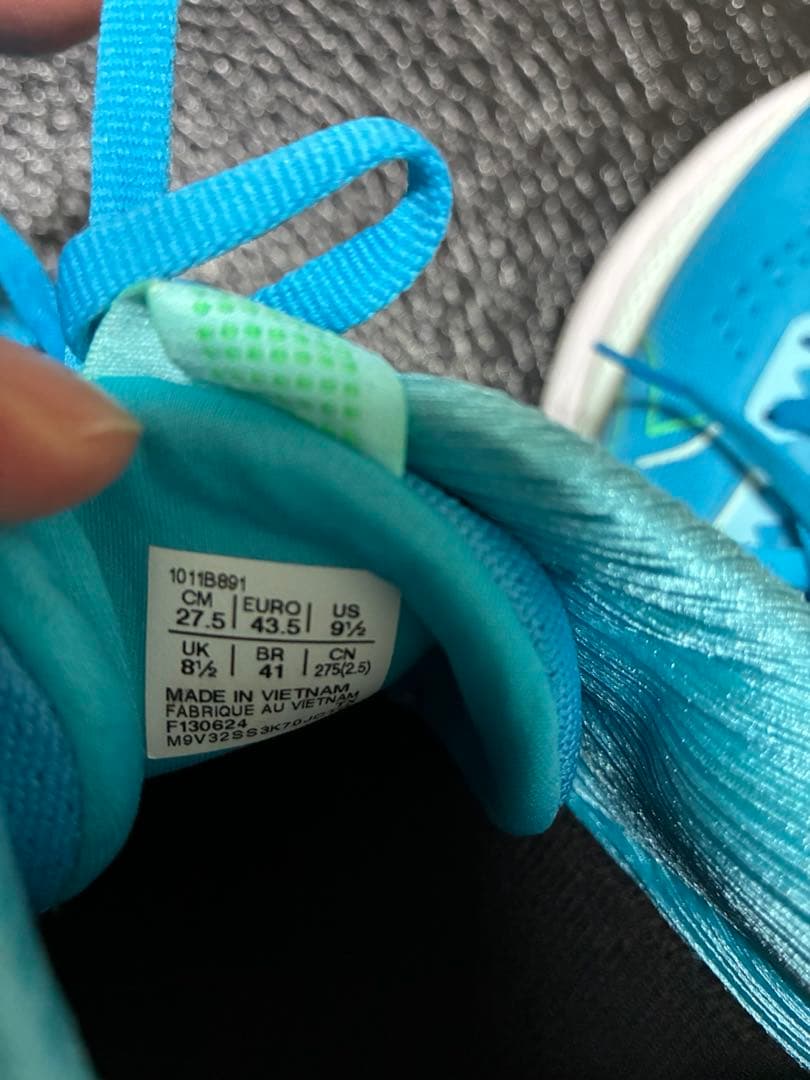 1011B891
CM | EURO | US
27.5 | 43.5 | 9½
UK | BR | CN
8½ | 41 | 275(2.5)
MADE IN VIETNAM
FABRIQUE AU VIETNAM
F130624